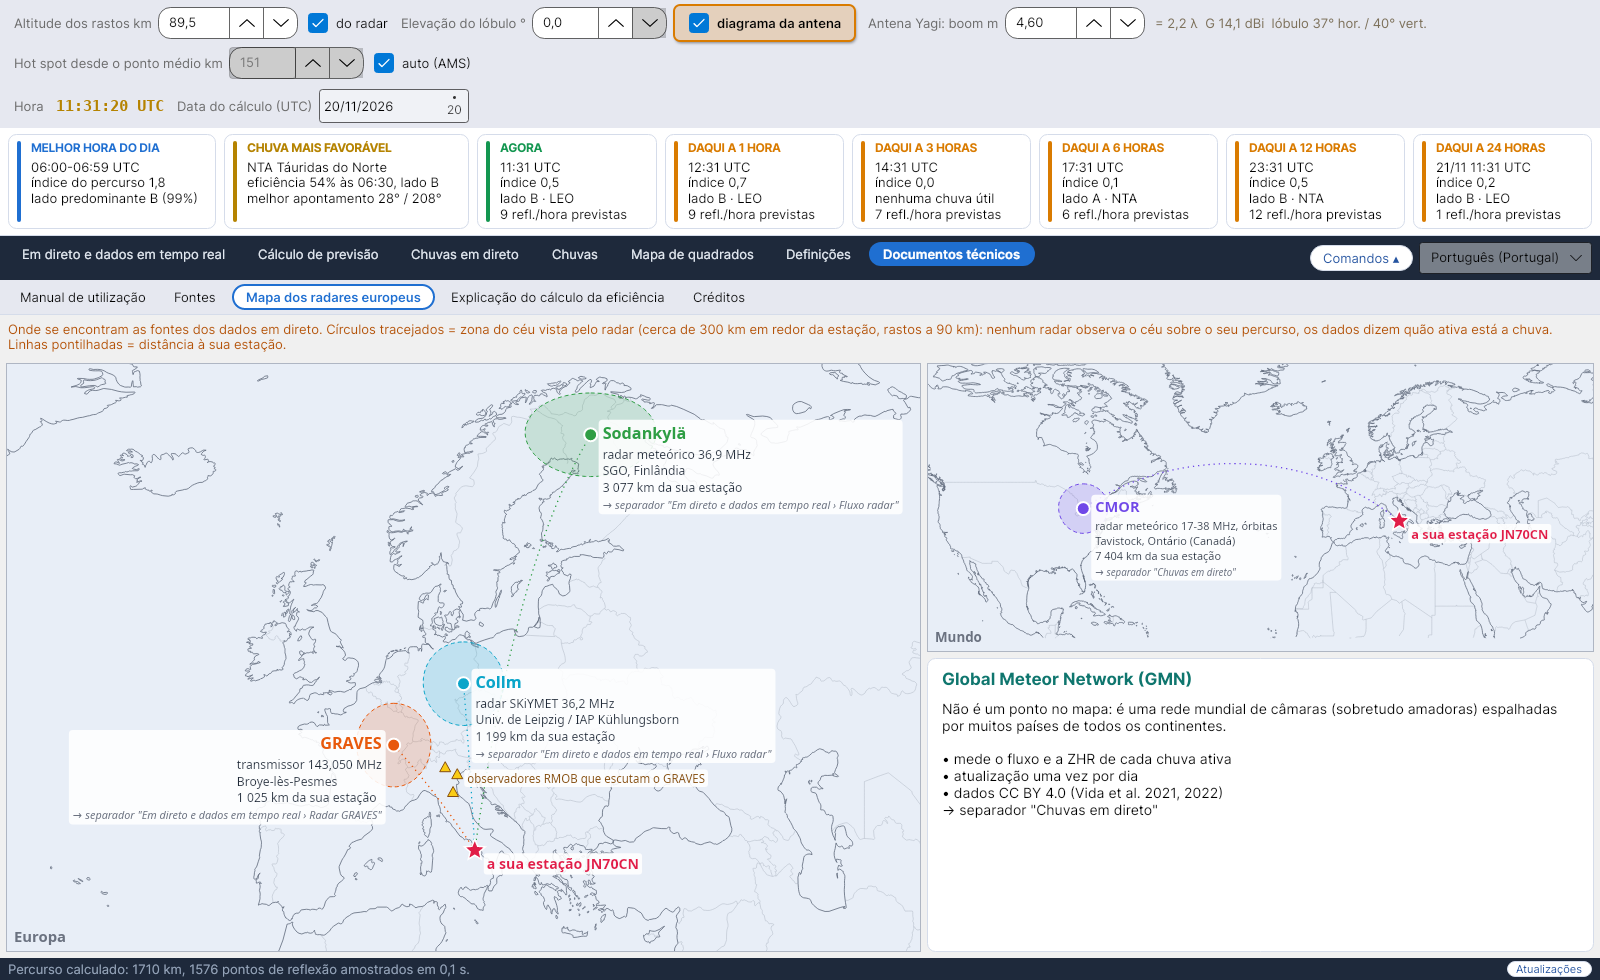 Altitude dos rastos km 89,5 do radar Elevação do lóbulo ° 0,0 diagrama da antena Antena Yagi: boom m 4,60 = 2,2 λ G 14,1 dBi lóbulo 37° hor. / 40° vert.
Hot spot desde o ponto médio km 151 auto (AMS)
Hora 11:31:20 UTC Data do cálculo (UTC) 20/11/2026 20
MELHOR HORA DO DIA
06:00-06:59 UTC
índice do percurso 1,8
lado predominante B (99%)
CHUVA MAIS FAVORÁVEL
NTA Táuridas do Norte
eficiência 54% às 06:30, lado B
melhor apontamento 28° / 208°
AGORA
11:31 UTC
índice 0,5
lado B · LEO
9 refl./hora previstas
DAQUI A 1 HORA
12:31 UTC
índice 0,7
lado B · LEO
9 refl./hora previstas
DAQUI A 3 HORAS
14:31 UTC
índice 0,0
nenhuma chuva útil
7 refl./hora previstas
DAQUI A 6 HORAS
17:31 UTC
índice 0,1
lado A · NTA
6 refl./hora previstas
DAQUI A 12 HORAS
23:31 UTC
índice 0,5
lado B · NTA
12 refl./hora previstas
DAQUI A 24 HORAS
21/11 11:31 UTC
índice 0,2
lado B · LEO
1 refl./hora previstas
Em direto e dados em tempo real Cálculo de previsão Chuvas em direto Chuvas Mapa de quadrados Definições Documentos técnicos Comandos ▴ Português (Portugal)
Manual de utilização Fontes Mapa dos radares europeus Explicação do cálculo da eficiência Créditos
Onde se encontram as fontes dos dados em direto. Círculos tracejados = zona do céu vista pelo radar (cerca de 300 km em redor da estação, rastos a 90 km): nenhum radar observa o céu sobre o seu percurso, os dados dizem quão ativa está a chuva.
Linhas pontilhadas = distância à sua estação.
Sodankylä
radar meteórico 36,9 MHz
SGO, Finlândia
3 077 km da sua estação
→ separador "Em direto e dados em tempo real › Fluxo radar"
Collm
radar SKiYMET 36,2 MHz
Univ. de Leipzig / IAP Kühlungsborn
1 199 km da sua estação
→ separador "Em direto e dados em tempo real › Fluxo radar"
GRAVES
transmissor 143,050 MHz
Broye-lès-Pesmes
1 025 km da sua estação
→ separador "Em direto e dados em tempo real › Radar GRAVES"
observadores RMOB que escutam o GRAVES
a sua estação JN70CN
Europa
CMOR
radar meteórico 17-38 MHz, órbitas
Tavistock, Ontário (Canadá)
7 404 km da sua estação
→ separador "Chuvas em direto"
a sua estação JN70CN
Mundo
Global Meteor Network (GMN)
Não é um ponto no mapa: é uma rede mundial de câmaras (sobretudo amadoras) espalhadas
por muitos países de todos os continentes.
• mede o fluxo e a ZHR de cada chuva ativa
• atualização uma vez por dia
• dados CC BY 4.0 (Vida et al. 2021, 2022)
→ separador "Chuvas em direto"
Percurso calculado: 1710 km, 1576 pontos de reflexão amostrados em 0,1 s.
Atualizações